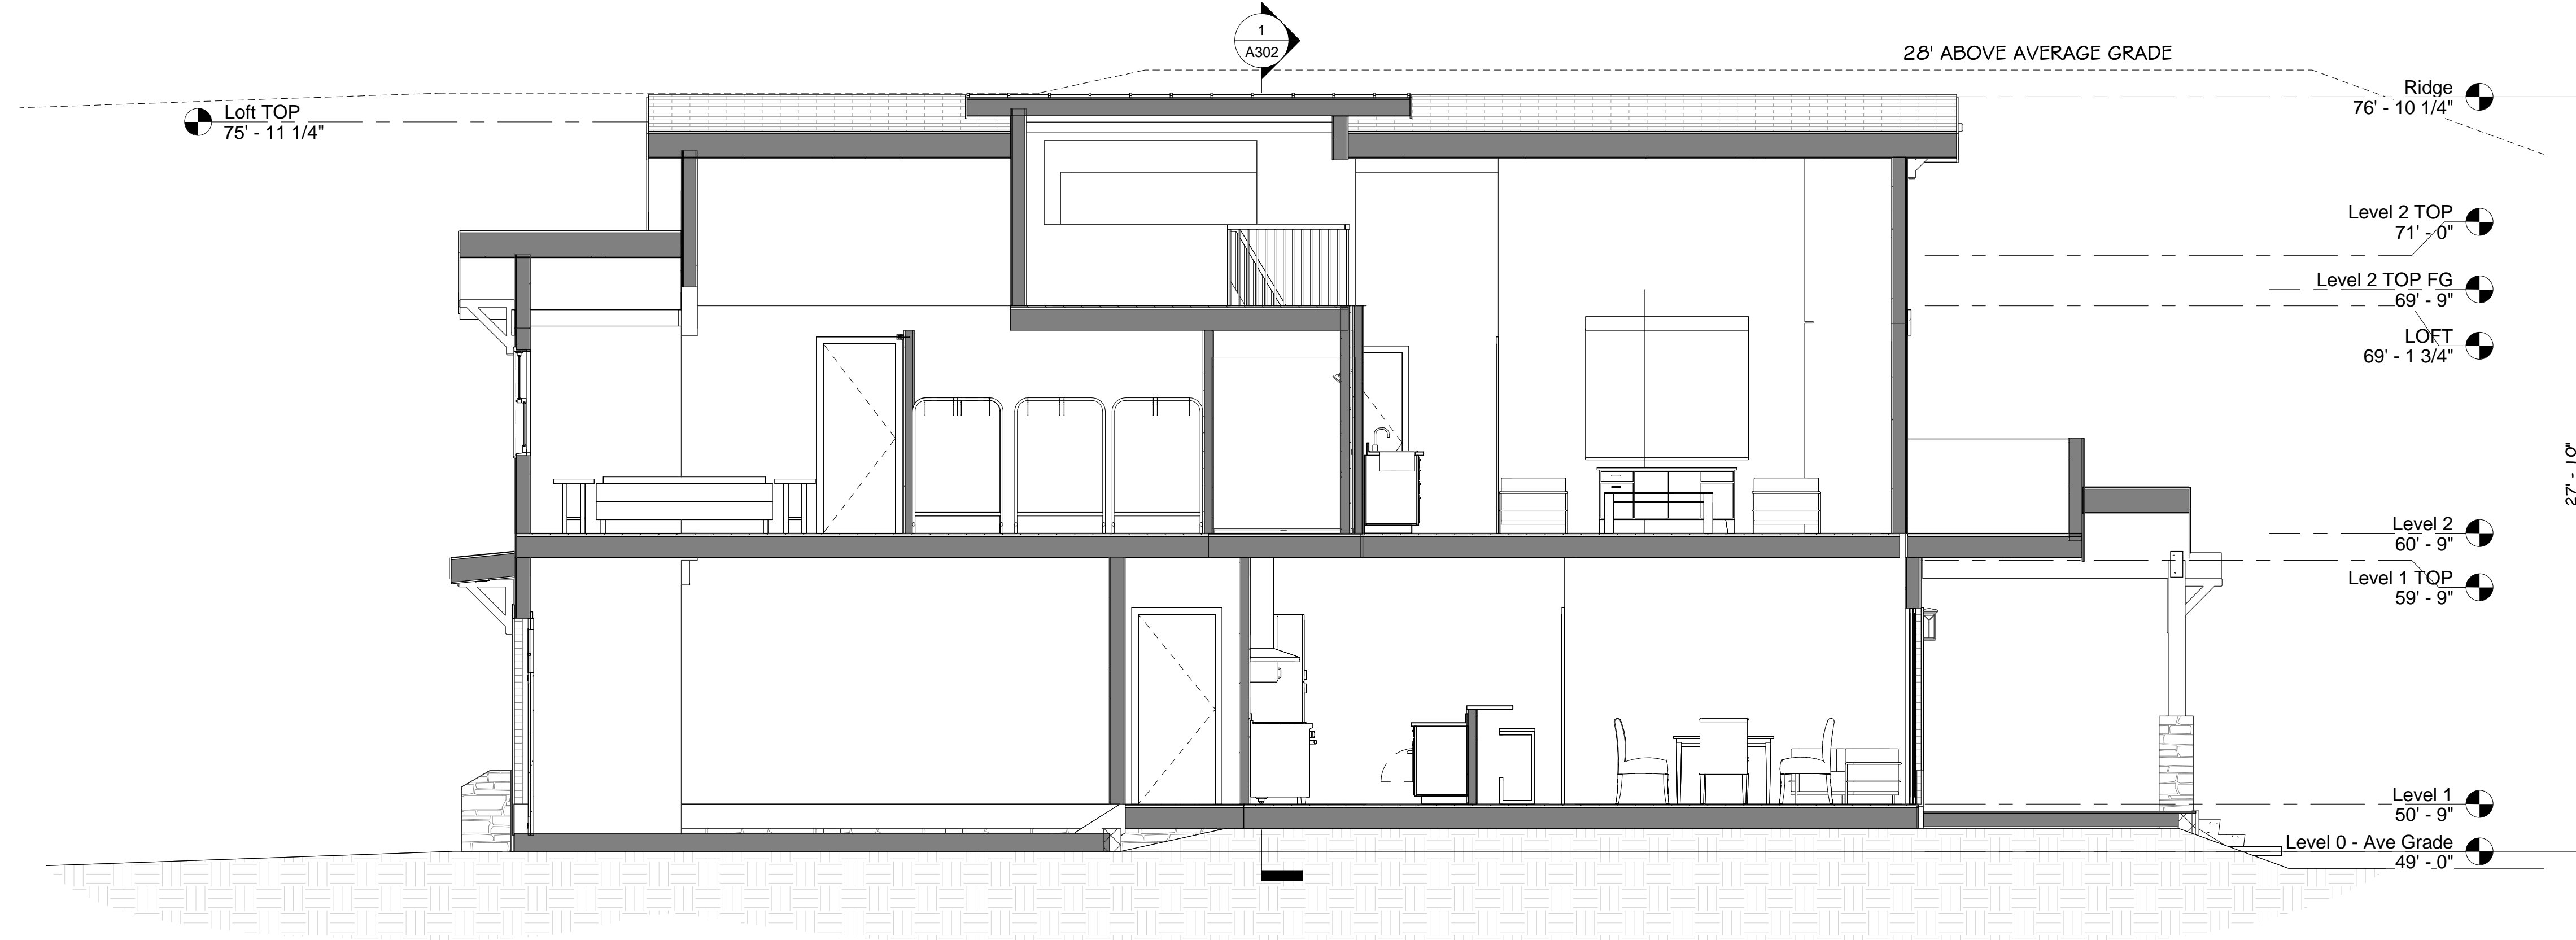 1
A302
28' ABOVE AVERAGE GRADE
Loft TOP
75' - 11 1/4"
Ridge
76' - 10 1/4"
Level 2 TOP
71' - 0"
Level 2 TOP FG
69' - 9"
LOFT
69' - 1 3/4"
27' - 10"
Level 2
60' - 9"
Level 1 TOP
59' - 9"
Level 1
50' - 9"
Level 0 - Ave Grade
49' - 0"